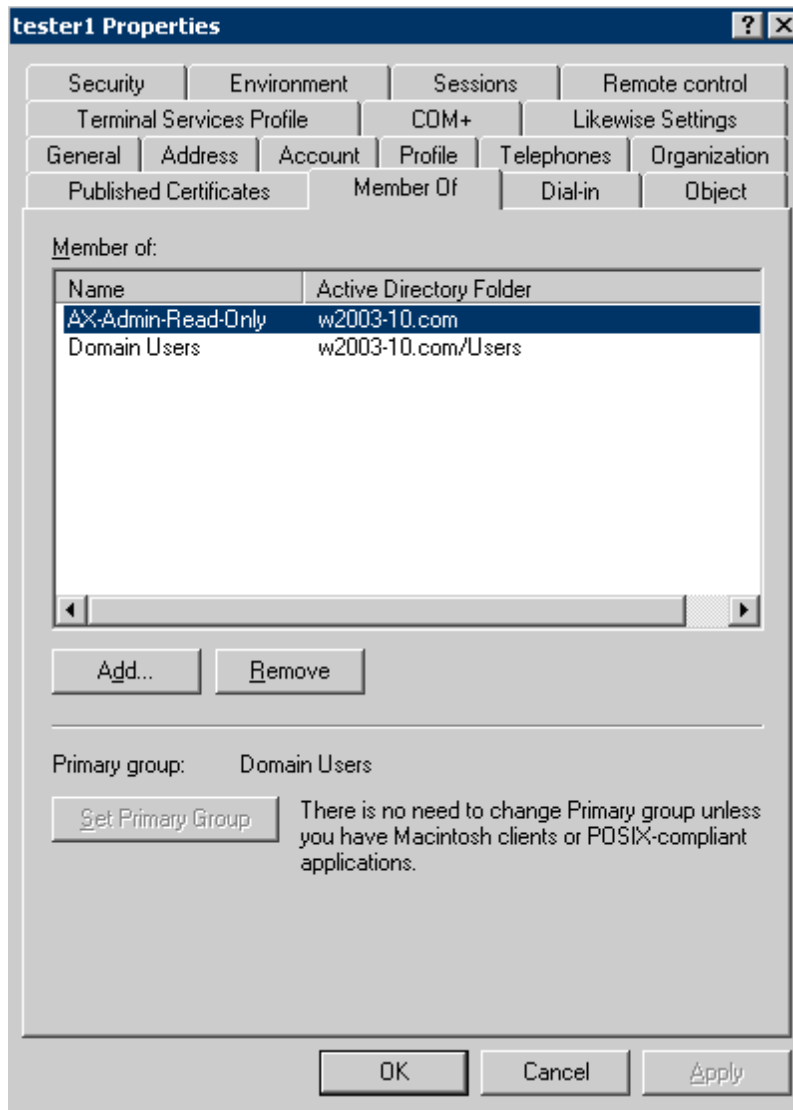 tester1 Properties
Security Environment Sessions Remote control
Terminal Services Profile COM+ Likewise Settings
General Address Account Profile Telephones Organization
Published Certificates Member Of Dial-in Object
Member of:
Name Active Directory Folder
AX-Admin-Read-Only w2003-10.com
Domain Users w2003-10.com/Users
Add... Remove
Primary group: Domain Users
Set Primary Group
There is no need to change Primary group unless
you have Macintosh clients or POSIX-compliant
applications.
OK Cancel Apply